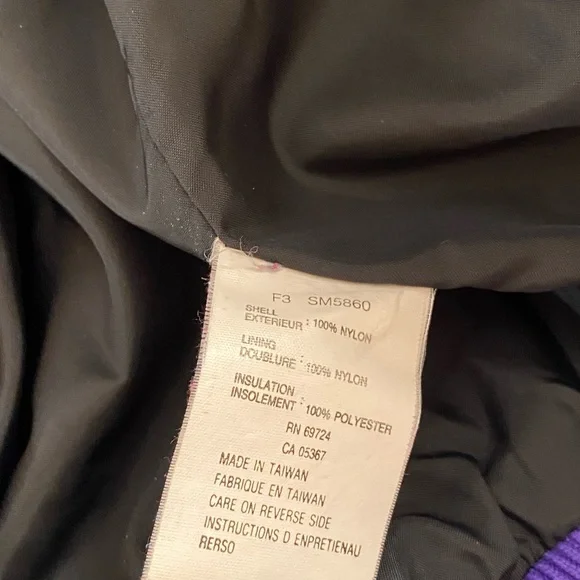 F3 SM5860
SHELL
EXTERIEUR : 100% NYLON
LINING
DOUBLURE : 100% NYLON
INSULATION
INSOLEMENT : 100% POLYESTER
RN 69724
CA 05367
MADE IN TAIWAN
FABRIQUE EN TAIWAN
CARE ON REVERSE SIDE
INSTRUCTIONS D ENPRETIENAU
RERSO